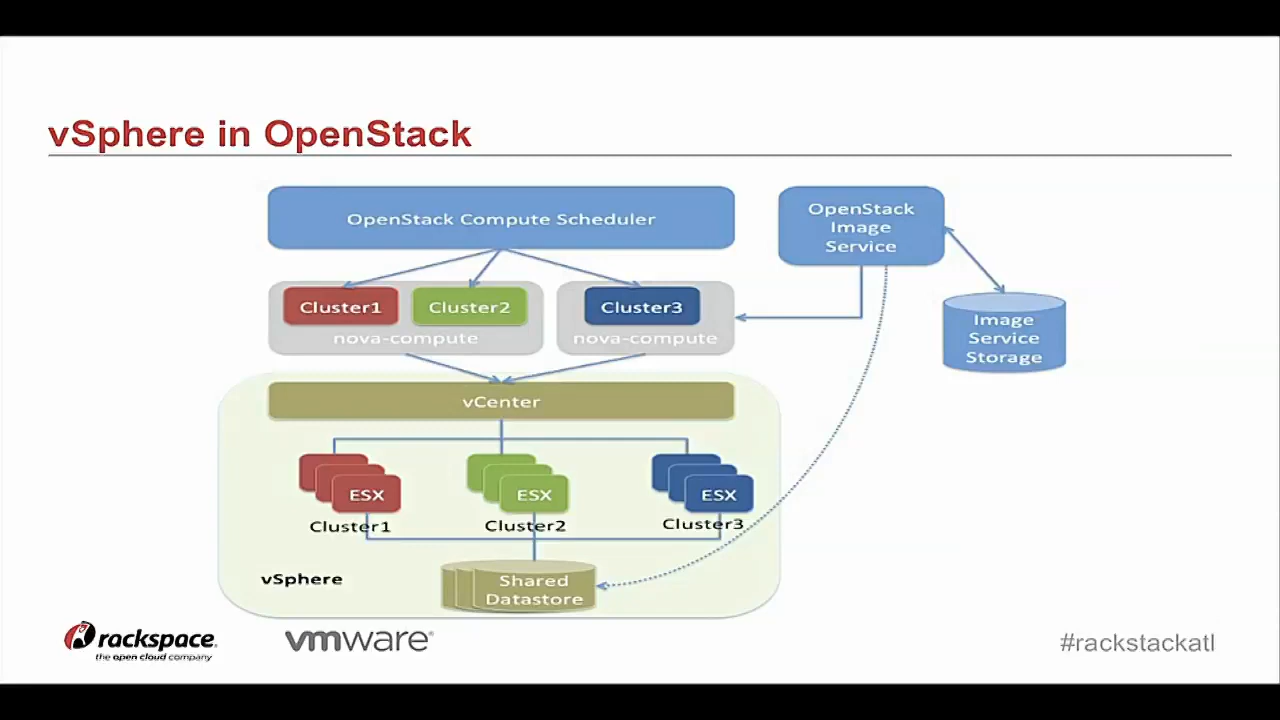 vSphere in OpenStack
OpenStack Compute Scheduler
OpenStack
Image
Service
Cluster1
Cluster2
nova-compute
Cluster3
nova-compute
Image
Service
Storage
vCenter
ESX
Cluster1
ESX
Cluster2
ESX
Cluster3
vSphere
Shared
Datastore
rackspace.
the open cloud company
vmware®
#rackstackatl